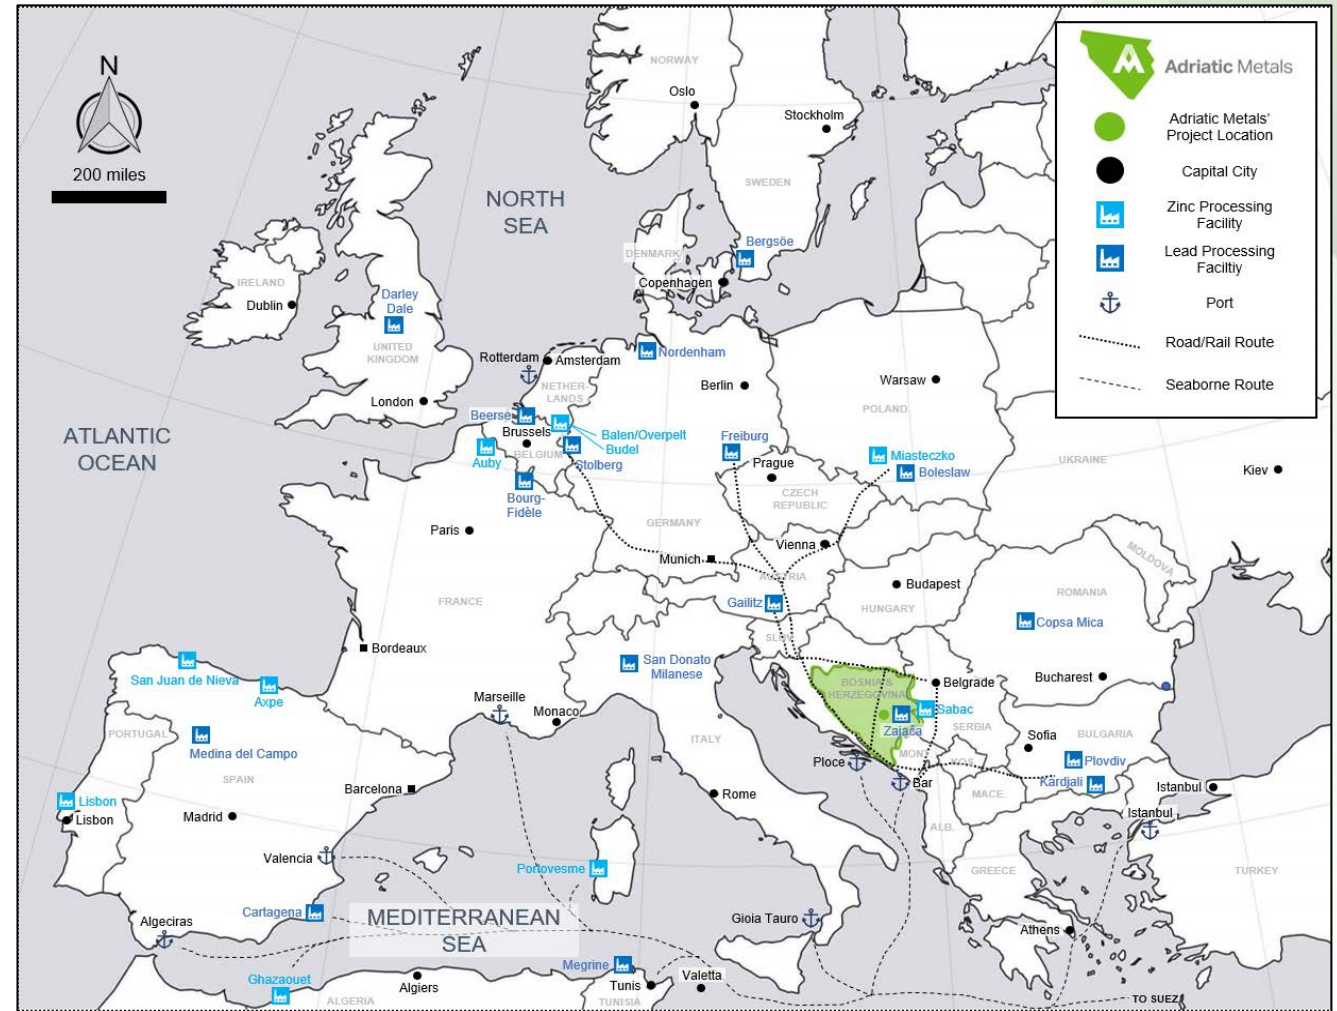 N
200 miles
NORWAY
Oslo
Stockholm
SWEDEN
NORTH
SEA
Adriatic Metals
Adriatic Metals'
Project Location
Capital City
Zinc Processing
Facility
Lead Processing
Faciltiy
Port
Road/Rail Route
Seaborne Route
DENMARK
Bergsöe
Copenhagen
IRELAND
Dublin
Darley
Dale
UNITED
KINGDOM
London
Rotterdam
Amsterdam
NETHER-
LANDS
Nordenham
Berlin
Warsaw
POLAND
Beerse
Brussels
BELGIUM
Balen/Overpelt
Budel
Stolberg
Auby
Bourg-
Fidèle
Freiburg
Prague
CZECH
REPUBLIC
Miasteczko
Boleslaw
UKRAINE
Kiev
ATLANTIC
OCEAN
Paris
GERMANY
Munich
Vienna
AUSTRIA
Budapest
HUNGARY
MOLDOVA
ROMANIA
FRANCE
Gailitz
SLOV.
Copsa Mica
Bordeaux
San Donato
Milanese
San Juan de Nieva
Axpe
Marseille
Monaco
BOSNIA &
HERZEGOVINA
Belgrade
Bucharest
Sabac
Zajača
SERBIA
PORTUGAL
Medina del Campo
SPAIN
ITALY
Ploce
MONT.
KOS.
Sofia
BULGARIA
Plovdiv
Bar
Kardjali
Lisbon
Lisbon
Madrid
Barcelona
Rome
MACE.
Istanbul
Istanbul
ALB.
Valencia
Portovesme
GREECE
TURKEY
Cartagena
MEDITERRANEAN
SEA
Algeciras
Gioia Tauro
Athens
Ghazaouet
Algiers
ALGERIA
Megrine
Tunis
TUNISIA
Valetta
TO SUEZ